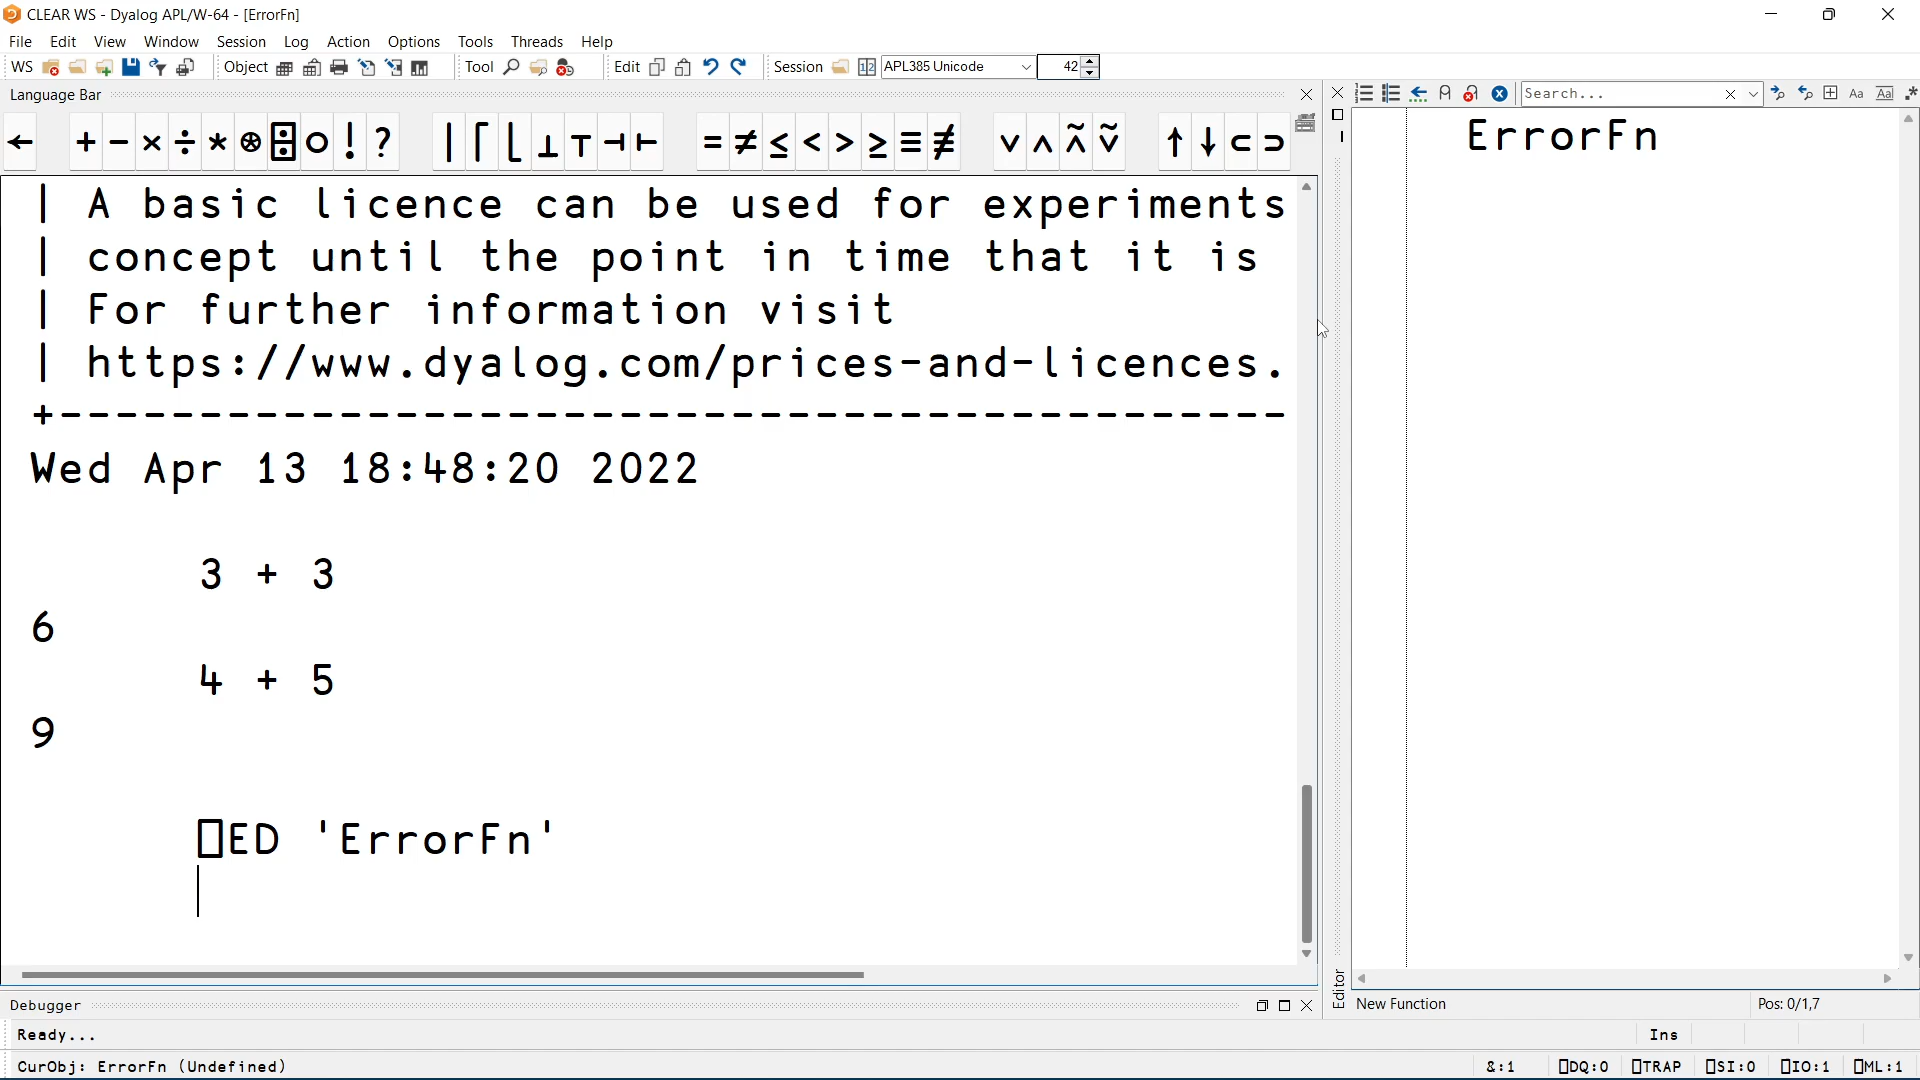 CLEAR WS - Dyalog APL/W-64 - [ErrorFn]
File Edit View Window Session Log Action Options Tools Threads Help
WS Object Tool Edit Session APL385 Unicode 42
Language Bar
Search...
← + - × ÷ * ⍟ ⌹ ○ ! ? | ⌈ ⌊ ⊥ ⊤ ⊣ ⊢ = ≠ ≤ < > ≥ ≡ ≢ ∨ ∧ ⍲ ⍱ ↑ ↓ ⊂ ⊃
| A basic licence can be used for experiments
| concept until the point in time that it is
| For further information visit
| https://www.dyalog.com/prices-and-licences.
+--------------------------------------------
Wed Apr 13 18:48:20 2022
3 + 3
6
4 + 5
9
⎕ED 'ErrorFn'
ErrorFn
Editor
New Function Pos: 0/1,7
Debugger
Ready... Ins
CurObj: ErrorFn (Undefined) &:1 ⎕DQ:0 ⎕TRAP ⎕SI:0 ⎕IO:1 ⎕ML:1